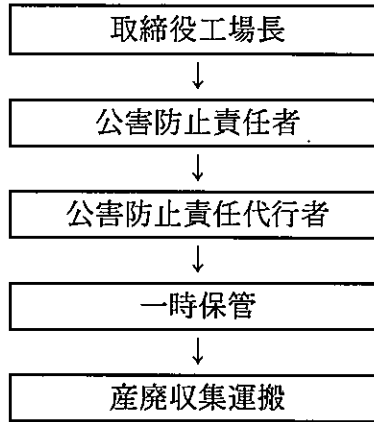 取締役工場長
↓
公害防止責任者
↓
公害防止責任代行者
↓
一時保管
↓
産廃収集運搬